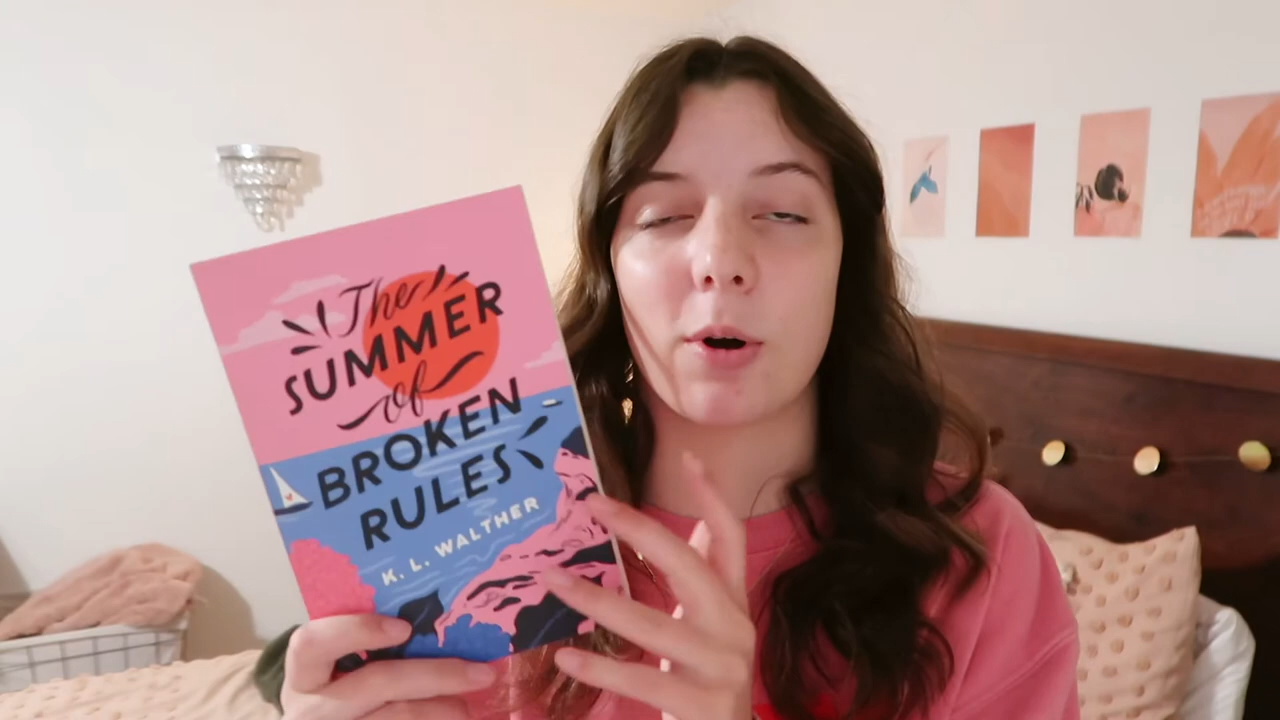 The
SUMMER
of
BROKEN
RULES
K. L. WALTHER